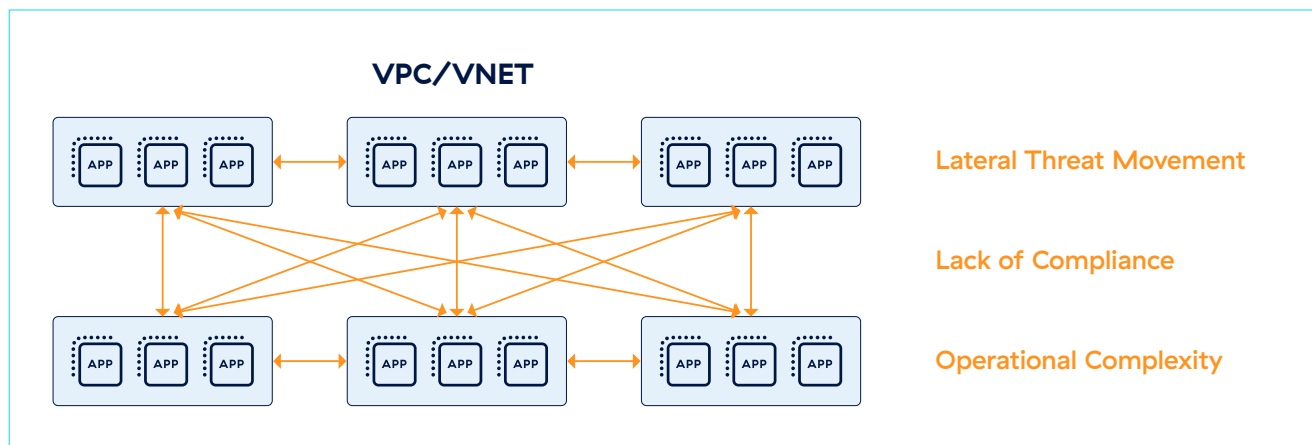 VPC/VNET
APP APP APP APP APP APP APP APP APP
Lateral Threat Movement
Lack of Compliance
APP APP APP APP APP APP APP APP APP
Operational Complexity